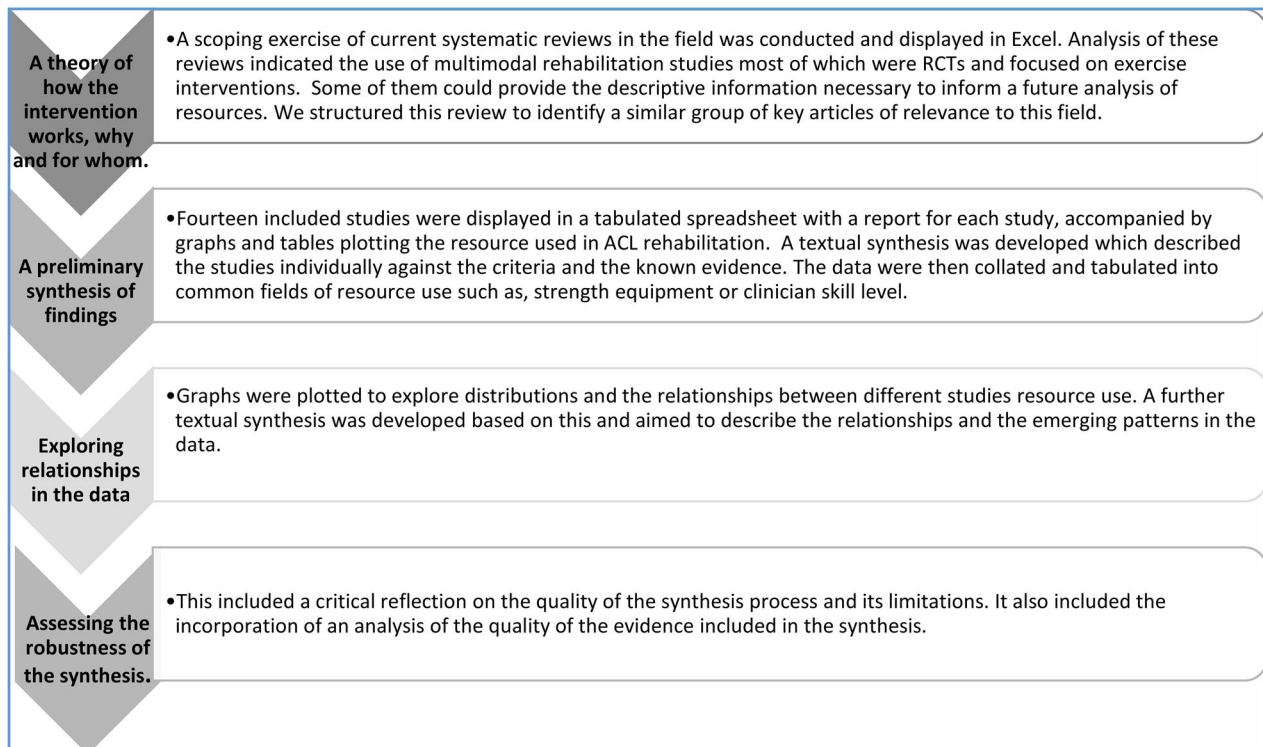 A theory of
how the
intervention
works, why
and for whom.
•A scoping exercise of current systematic reviews in the field was conducted and displayed in Excel. Analysis of these
reviews indicated the use of multimodal rehabilitation studies most of which were RCTs and focused on exercise
interventions.  Some of them could provide the descriptive information necessary to inform a future analysis of
resources. We structured this review to identify a similar group of key articles of relevance to this field.
A preliminary
synthesis of
findings
•Fourteen included studies were displayed in a tabulated spreadsheet with a report for each study, accompanied by
graphs and tables plotting the resource used in ACL rehabilitation.  A textual synthesis was developed which described
the studies individually against the criteria and the known evidence. The data were then collated and tabulated into
common fields of resource use such as, strength equipment or clinician skill level.
Exploring
relationships
in the data
•Graphs were plotted to explore distributions and the relationships between different studies resource use. A further
textual synthesis was developed based on this and aimed to describe the relationships and the emerging patterns in the
data.
Assessing the
robustness of
the synthesis.
•This included a critical reflection on the quality of the synthesis process and its limitations. It also included the
incorporation of an analysis of the quality of the evidence included in the synthesis.